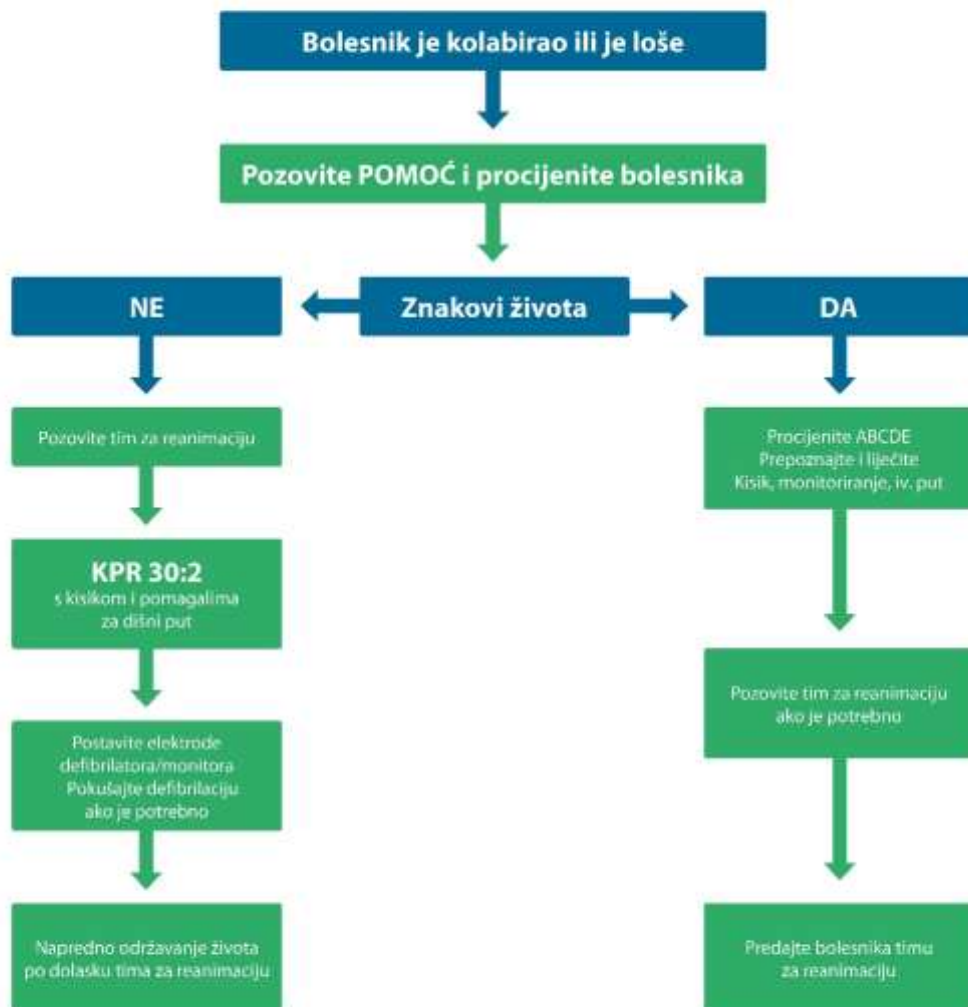 Bolesnik je kolabirao ili je loše
Pozovite POMOĆ i procijenite bolesnika
NE
Znakovi života
DA
Pozovite tim za reanimaciju
KPR 30:2
s kisikom i pomagalima
za dišni put
Postavite elektrode
defibrilatora/monitora
Pokušajte defibrilaciju
ako je potrebno
Napredno održavanje života
po dolasku tima za reanimaciju
Procijenite ABCDE
Prepoznajte i liječite
Kisik, monitoriranje, iv. put
Pozovite tim za reanimaciju
ako je potrebno
Predajte bolesnika timu
za reanimaciju